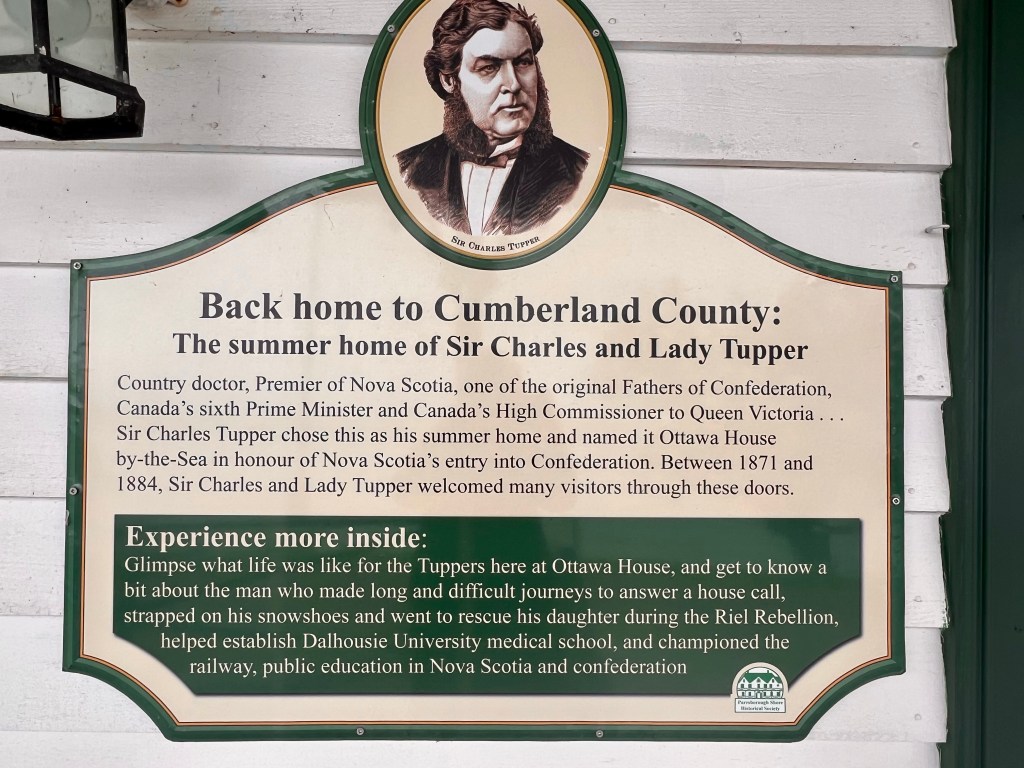 SIR CHARLES TUPPER
Back home to Cumberland County:
The summer home of Sir Charles and Lady Tupper
Country doctor, Premier of Nova Scotia, one of the original Fathers of Confederation,
Canada's sixth Prime Minister and Canada's High Commissioner to Queen Victoria . . .
Sir Charles Tupper chose this as his summer home and named it Ottawa House
by-the-Sea in honour of Nova Scotia's entry into Confederation. Between 1871 and
1884, Sir Charles and Lady Tupper welcomed many visitors through these doors.
Experience more inside:
Glimpse what life was like for the Tuppers here at Ottawa House, and get to know a
bit about the man who made long and difficult journeys to answer a house call,
strapped on his snowshoes and went to rescue his daughter during the Riel Rebellion,
helped establish Dalhousie University medical school, and championed the
railway, public education in Nova Scotia and confederation
Parrsborough Shore
Historical Society